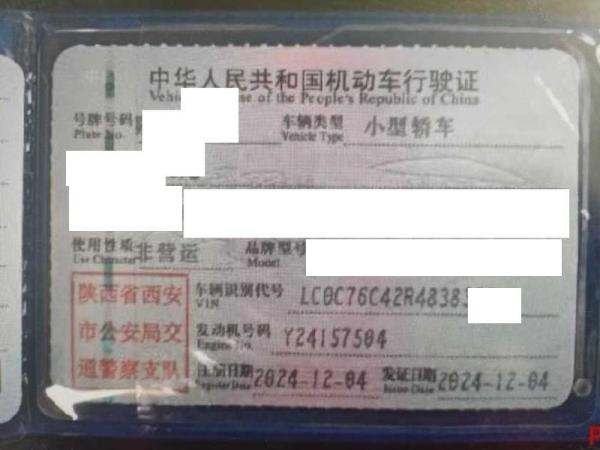 中华人民共和国机动车行驶证
Vehic se of the People's Republic of China
号牌号码
Plate No.
车辆类型 小型轿车
Vehicle Type
使用性质 非营运
Use Character
品牌型号
Model
陕西省西安
市公安局交
通警察支队
车辆识别代号 LC0C76C42R48383
VIN
发动机号码 Y24157504
Engine No.
注册日期 2024-12-04
Register Date
发证日期 2024-12-04
Issue Date